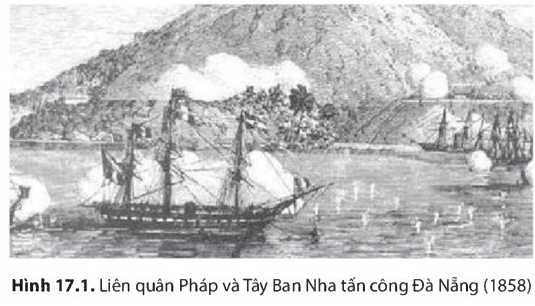 Hình 17.1. Liên quân Pháp và Tây Ban Nha tấn công Đà Nẵng (1858)